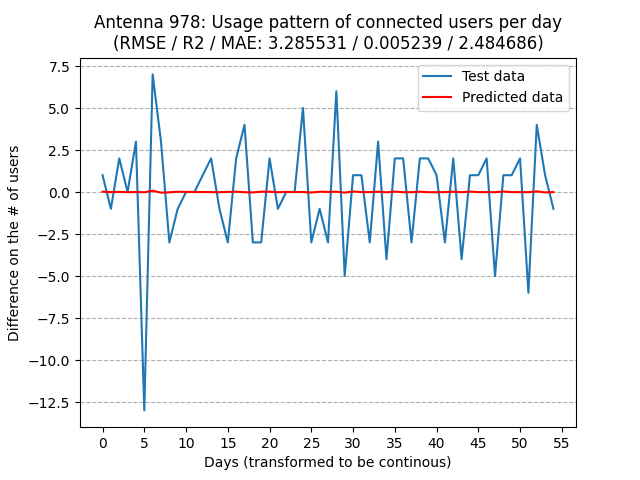 Antenna 978: Usage pattern of connected users per day
(RMSE / R2 / MAE: 3.285531 / 0.005239 / 2.484686)
Test data
Predicted data
Difference on the # of users
7.5
5.0
2.5
0.0
−2.5
−5.0
−7.5
−10.0
−12.5
0 5 10 15 20 25 30 35 40 45 50 55
Days (transformed to be continous)